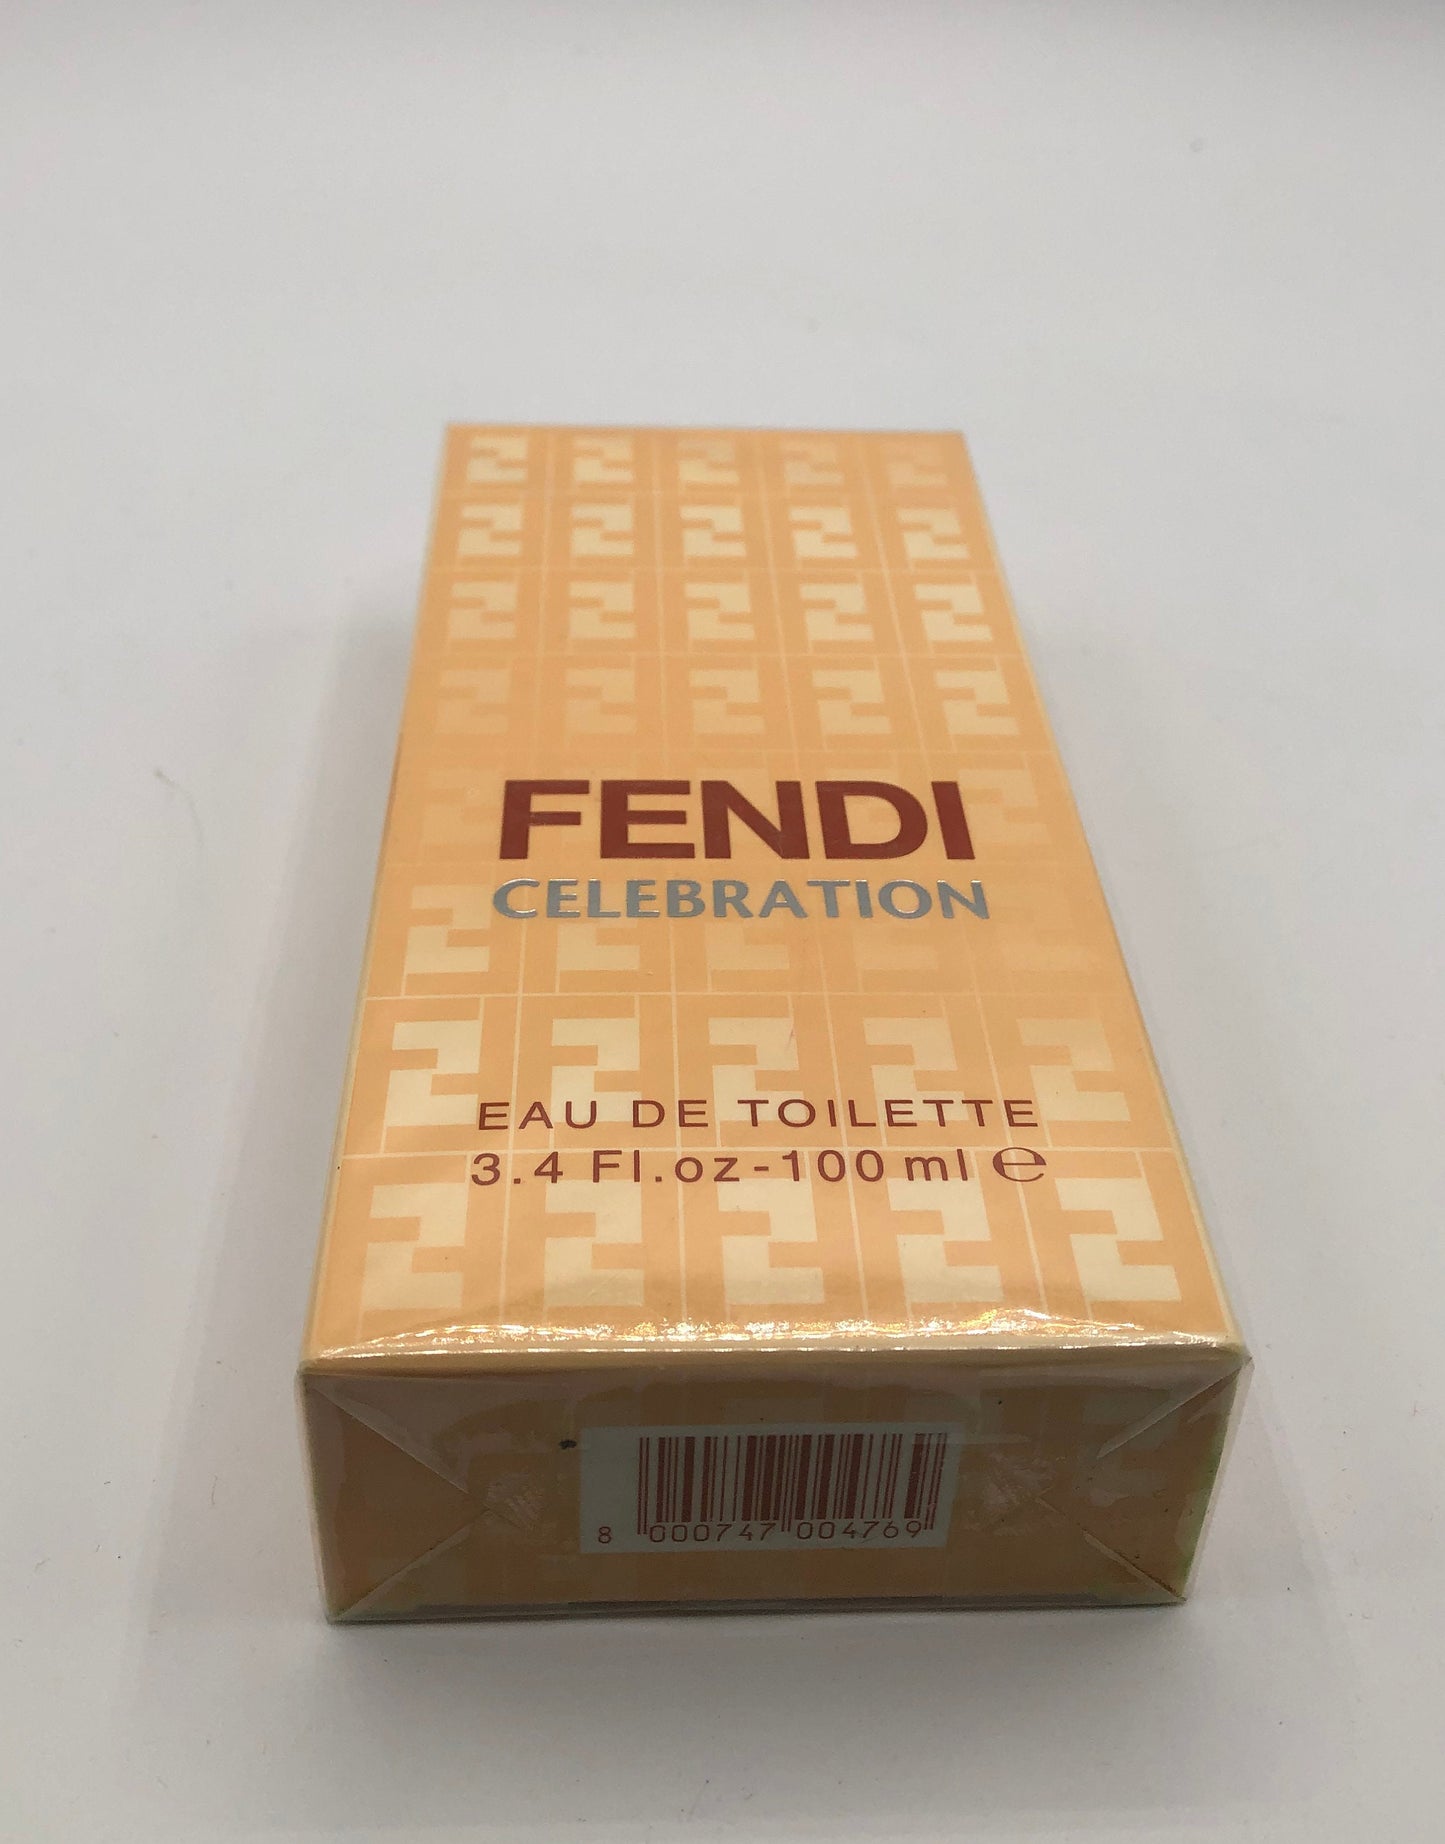 FENDI
CELEBRATION
EAU DE TOILETTE
3.4 Fl.oz-100 ml ℮
8 000747 004769